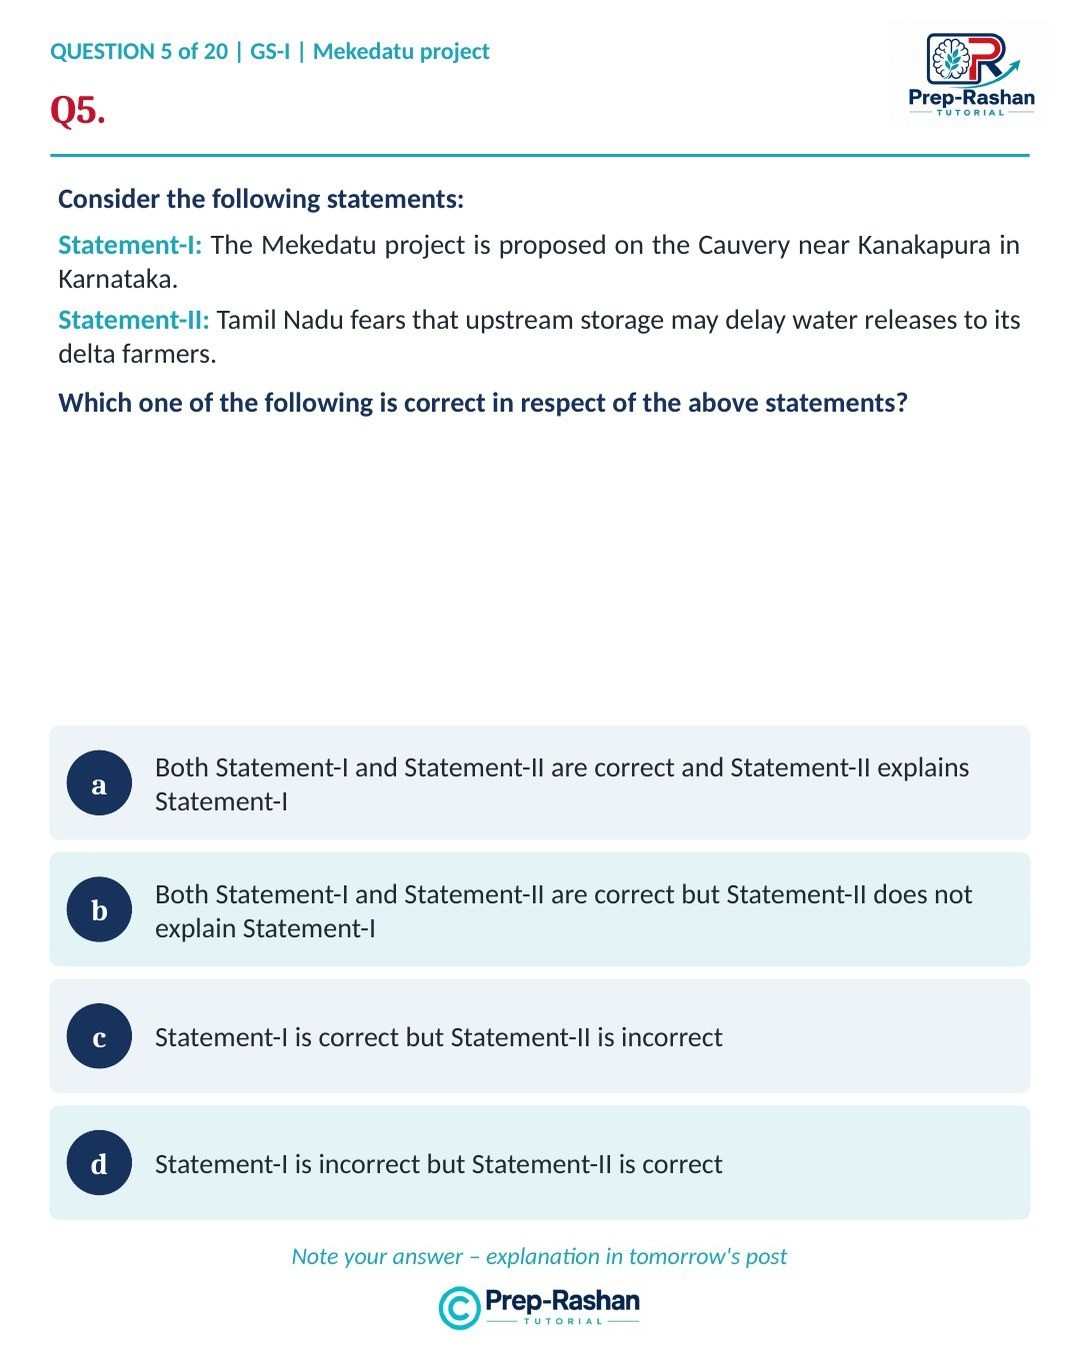 QUESTION 5 of 20 | GS-I | Mekedatu project
Prep-Rashan
TUTORIAL
Q5.
Consider the following statements:
Statement-I: The Mekedatu project is proposed on the Cauvery near Kanakapura in
Karnataka.
Statement-II: Tamil Nadu fears that upstream storage may delay water releases to its
delta farmers.
Which one of the following is correct in respect of the above statements?
a
Both Statement-I and Statement-II are correct and Statement-II explains
Statement-I
b
Both Statement-I and Statement-II are correct but Statement-II does not
explain Statement-I
c
Statement-I is correct but Statement-II is incorrect
d
Statement-I is incorrect but Statement-II is correct
Note your answer – explanation in tomorrow's post
© Prep-Rashan
TUTORIAL